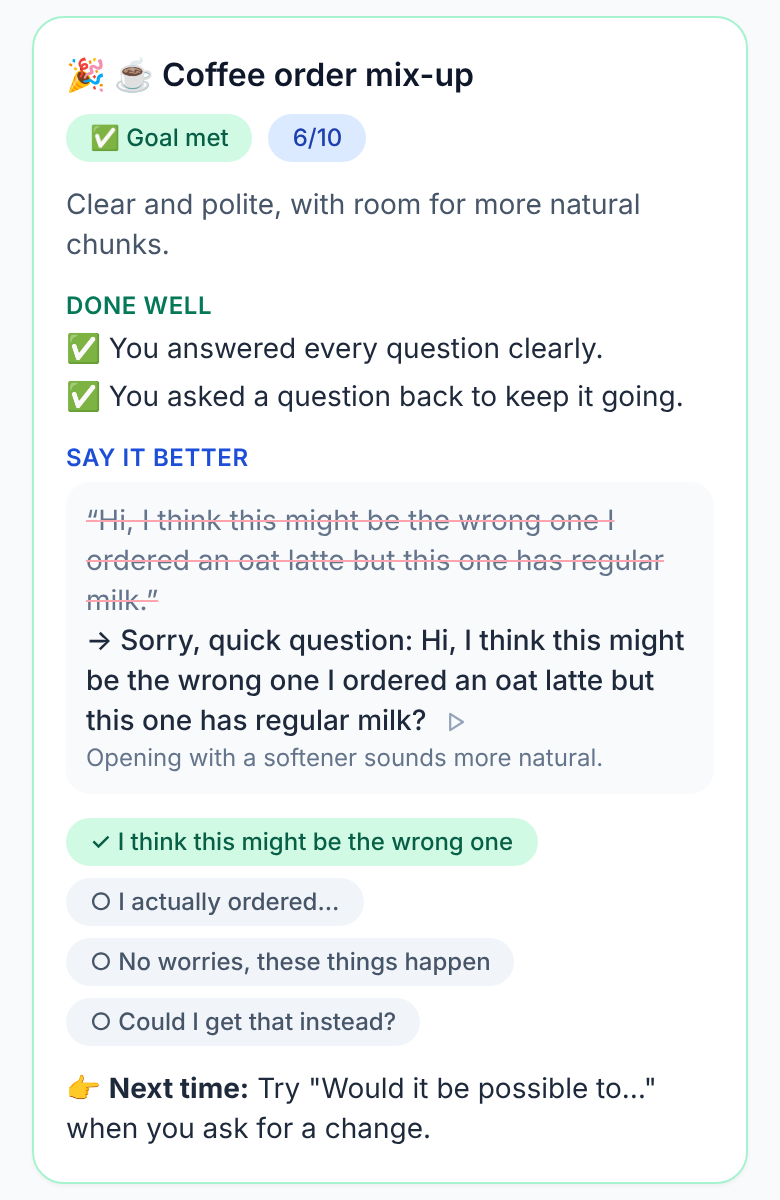 🎉 ☕ Coffee order mix-up
✅ Goal met
6/10
Clear and polite, with room for more natural
chunks.
DONE WELL
✅ You answered every question clearly.
✅ You asked a question back to keep it going.
SAY IT BETTER
“Hi, I think this might be the wrong one I
ordered an oat latte but this one has regular
milk.”
→ Sorry, quick question: Hi, I think this might
be the wrong one I ordered an oat latte but
this one has regular milk?
Opening with a softener sounds more natural.
✓ I think this might be the wrong one
○ I actually ordered...
○ No worries, these things happen
○ Could I get that instead?
👉 Next time: Try "Would it be possible to..."
when you ask for a change.